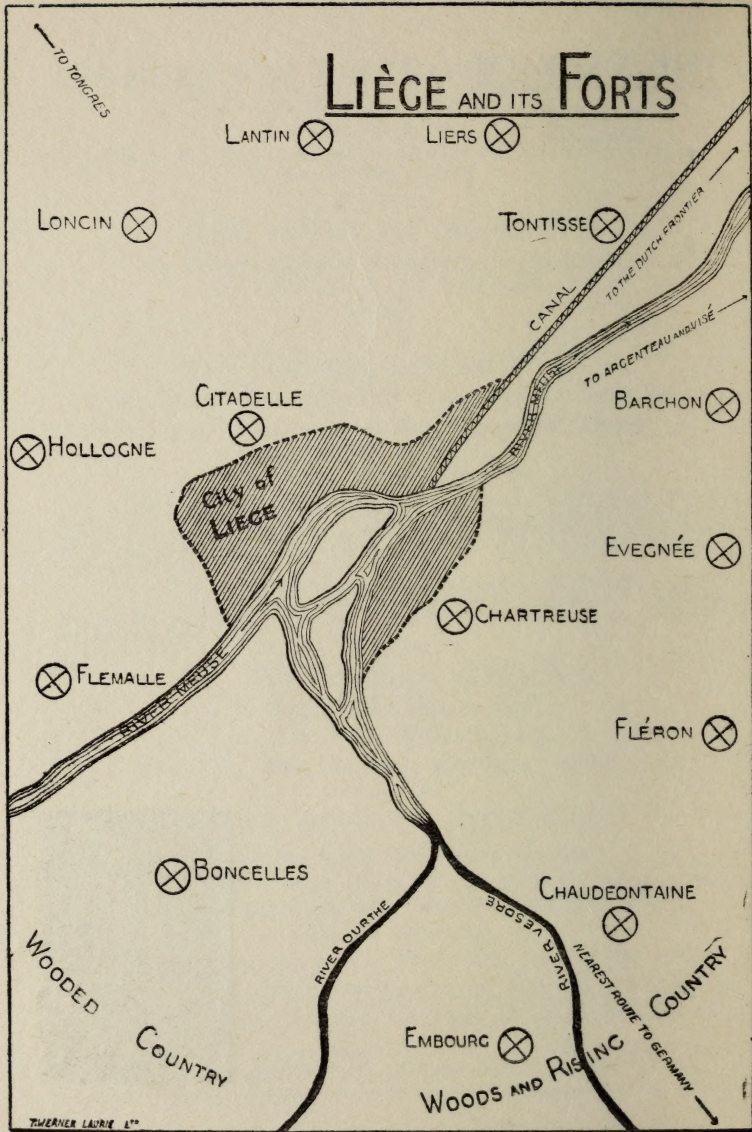 TO TONGRES
LIÈGE AND ITS FORTS
LANTIN
LIERS
LONCIN
TONTISSE
CANAL
TO THE DUTCH FRONTIER
TO ARGENTEAU AND VISÉ
RIVER MEUSE
BARCHON
CITADELLE
HOLLOGNE
City of
LIEGE
EVEGNÉE
CHARTREUSE
FLEMALLE
RIVER MEUSE
FLÉRON
BONCELLES
CHAUDEONTAINE
RIVER OURTHE
RIVER VESDRE
NEAREST ROUTE TO GERMANY
WOODED
COUNTRY
EMBOURG
WOODS AND RISING COUNTRY
T. WERNER LAURIE LTD